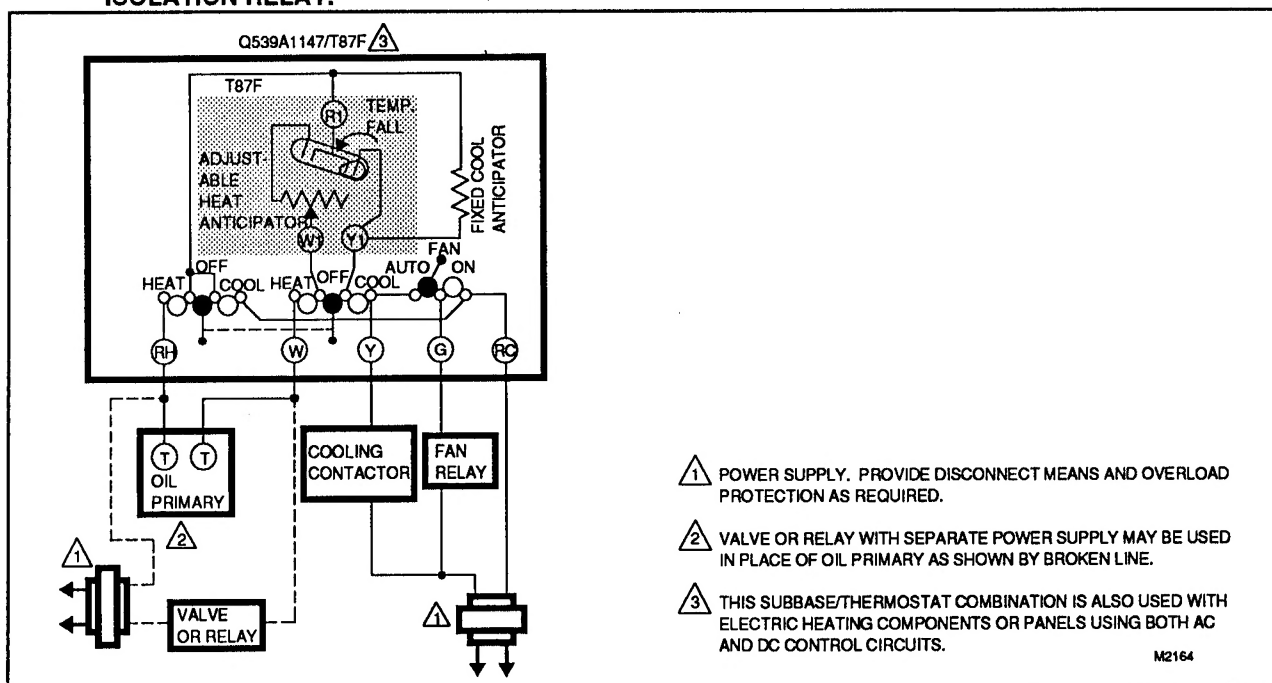 ISOLATION RELAY.
Q539A1147/T87F 3
T87F
R1
TEMP.
FALL
ADJUST-
ABLE
HEAT
ANTICIPATOR
FIXED COOL
ANTICIPATOR
W1
Y1
FAN
HEAT OFF COOL
HEAT OFF COOL
AUTO ON
RH
W
Y
G
RC
T T
OIL
PRIMARY
2
COOLING
CONTACTOR
FAN
RELAY
1
VALVE
OR RELAY
1
1 POWER SUPPLY. PROVIDE DISCONNECT MEANS AND OVERLOAD
PROTECTION AS REQUIRED.
2 VALVE OR RELAY WITH SEPARATE POWER SUPPLY MAY BE USED
IN PLACE OF OIL PRIMARY AS SHOWN BY BROKEN LINE.
3 THIS SUBBASE/THERMOSTAT COMBINATION IS ALSO USED WITH
ELECTRIC HEATING COMPONENTS OR PANELS USING BOTH AC
AND DC CONTROL CIRCUITS.
M2164